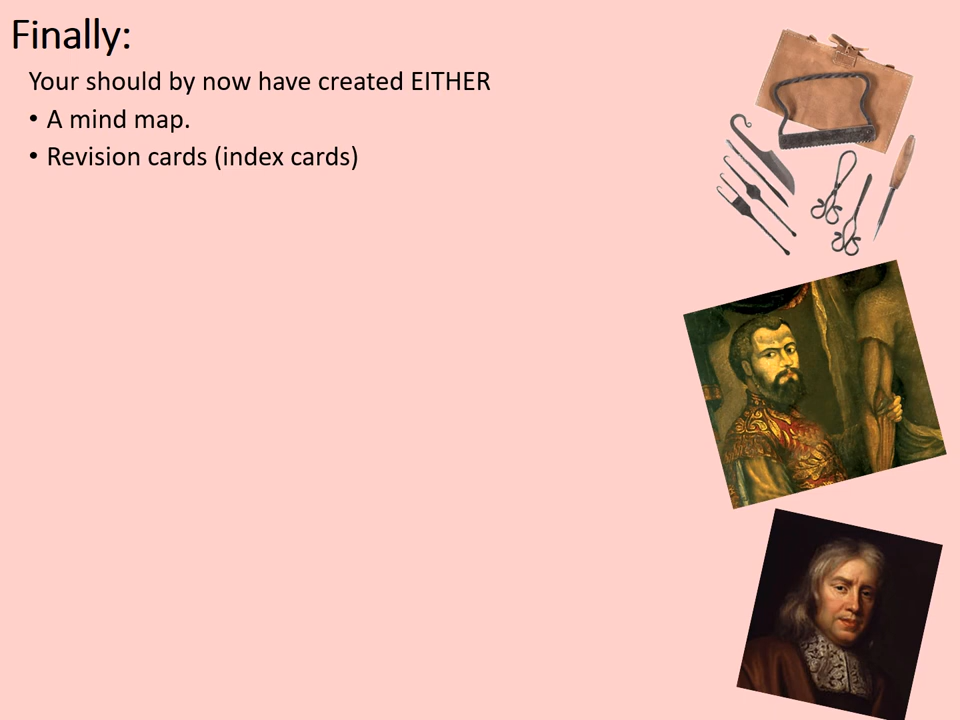 Finally:
Your should by now have created EITHER
• A mind map.
• Revision cards (index cards)